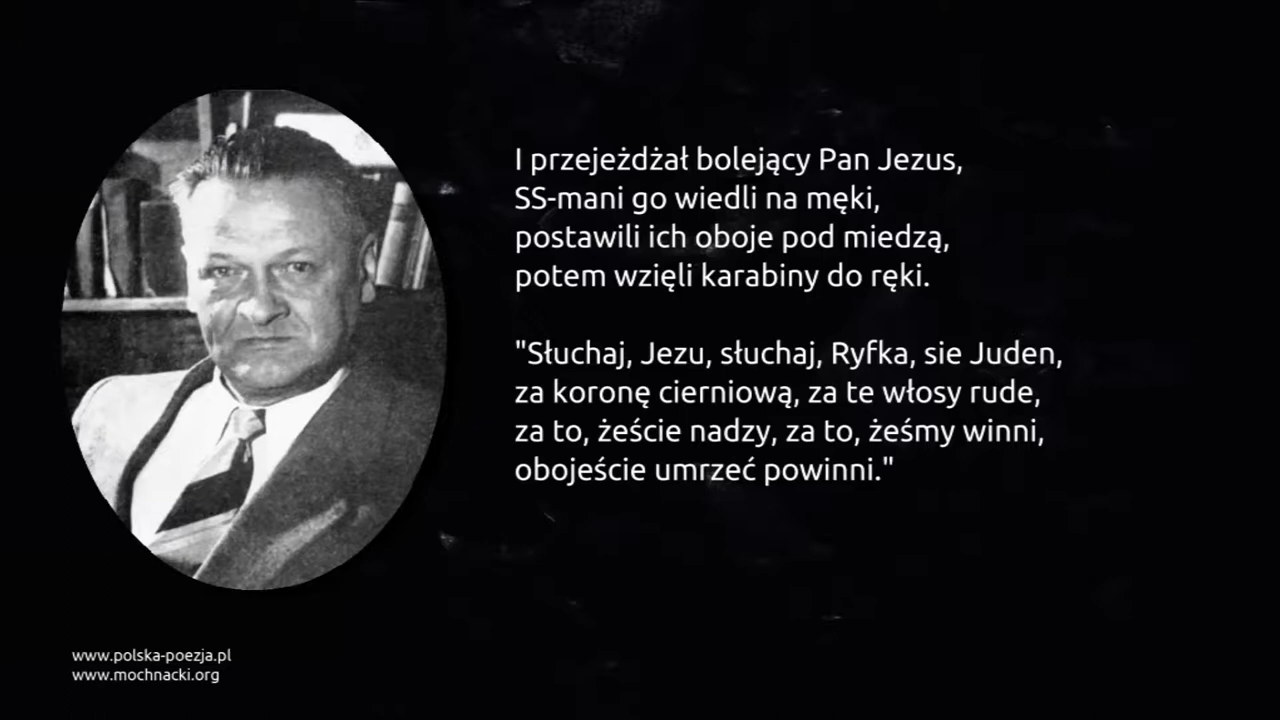 I przejeżdżał bolejący Pan Jezus,
SS-mani go wiedli na męki,
postawili ich oboje pod miedzą,
potem wzięli karabiny do ręki.
"Słuchaj, Jezu, słuchaj, Ryfka, sie Juden,
za koronę cierniową, za te włosy rude,
za to, żeście nadzy, za to, żeśmy winni,
obojeście umrzeć powinni."
www.polska-poezja.pl
www.mochnacki.org